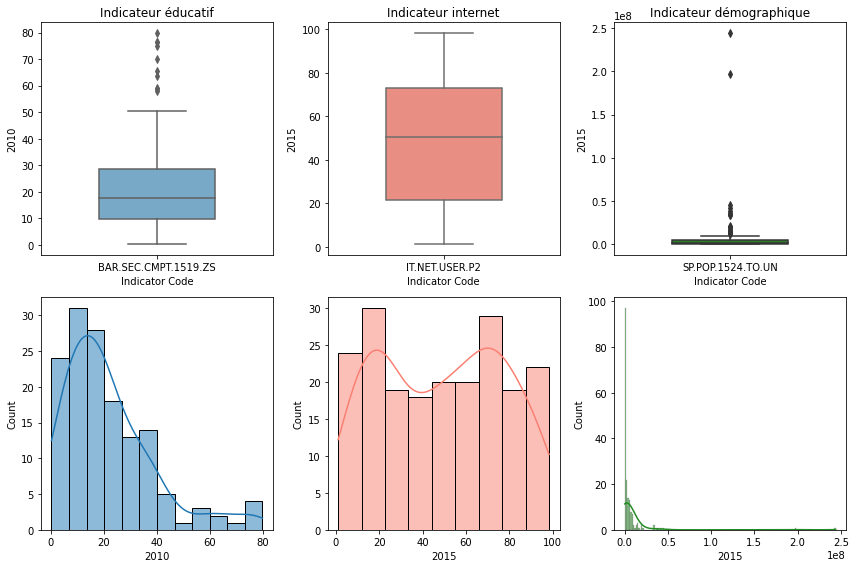 Indicateur éducatif
80
70
60
50
40
30
20
10
0
2010
BAR.SEC.CMPT.1519.ZS
Indicator Code
Indicateur internet
100
80
60
40
20
0
2015
IT.NET.USER.P2
Indicator Code
Indicateur démographique
1e8
2.5
2.0
1.5
1.0
0.5
0.0
2015
SP.POP.1524.TO.UN
Indicator Code
30
25
20
15
10
5
0
Count
0 20 40 60 80
2010
30
25
20
15
10
5
0
Count
0 20 40 60 80 100
2015
100
80
60
40
20
0
Count
0.0 0.5 1.0 1.5 2.0 2.5
2015
1e8